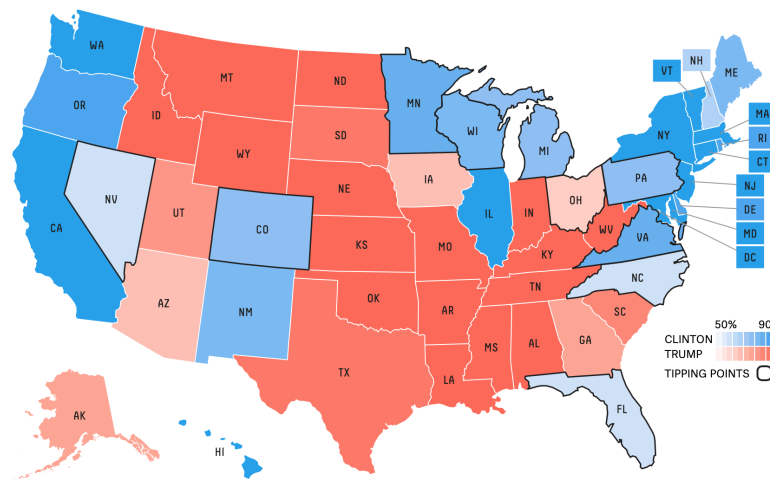 WA
MT
ND
MN
VT
NH
ME
OR
ID
SD
WI
MI
NY
MA
RI
CT
WY
IA
PA
NJ
NV
NE
IL
IN
OH
DE
UT
CO
MD
CA
KS
MO
KY
WV
VA
DC
AZ
NM
OK
AR
TN
NC
SC
TX
LA
MS
AL
GA
50% 90
CLINTON
TRUMP
TIPPING POINTS
AK
HI
FL